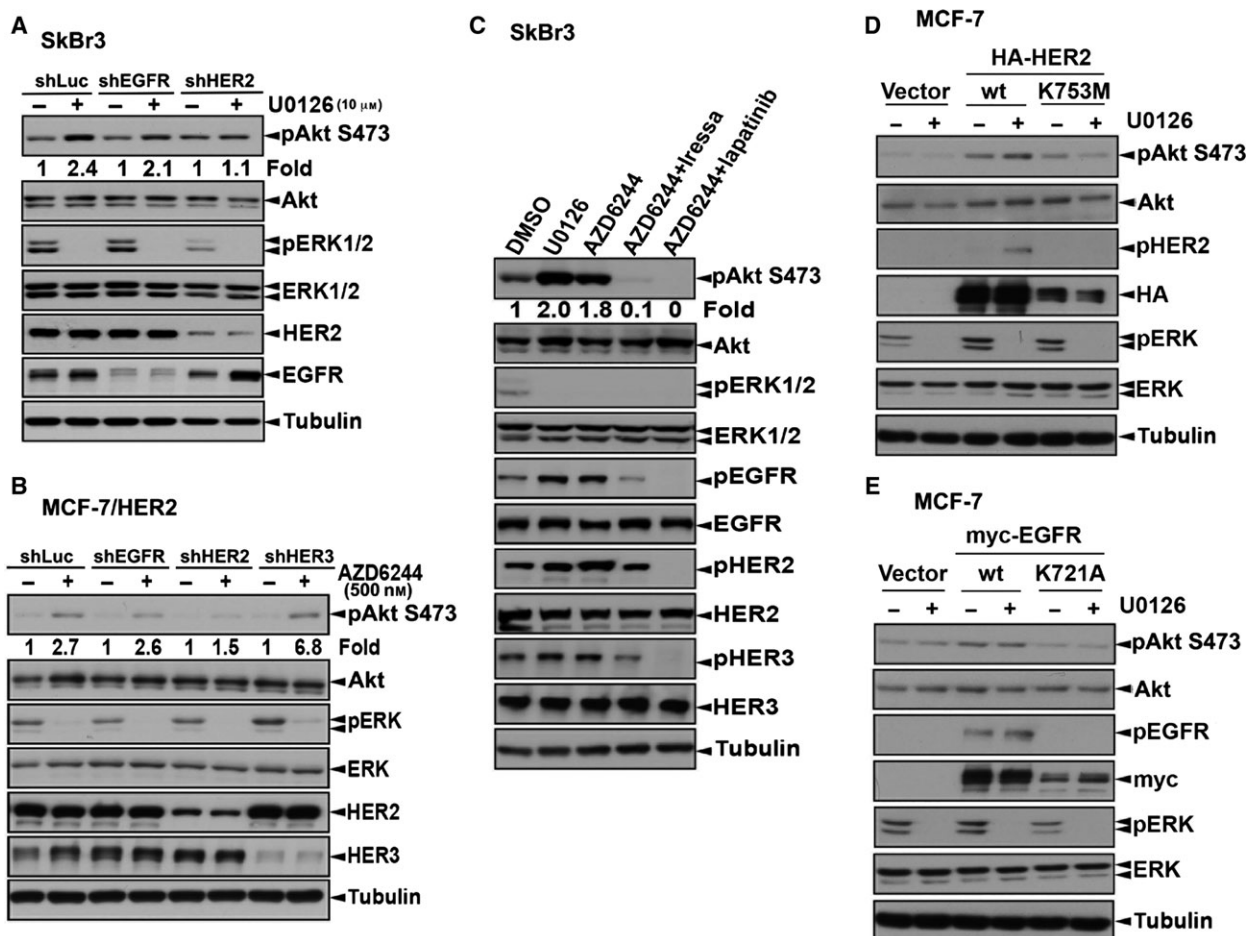 A
SkBr3
shLuc shEGFR shHER2
– + – + – + U0126 (10 μM)
pAkt S473
1 2.4 1 2.1 1 1.1 Fold
Akt
pERK1/2
ERK1/2
HER2
EGFR
Tubulin
B
MCF-7/HER2
shLuc shEGFR shHER2 shHER3
– + – + – + – + AZD6244
(500 nM)
pAkt S473
1 2.7 1 2.6 1 1.5 1 6.8 Fold
Akt
pERK
ERK
HER2
HER3
Tubulin
C
SkBr3
DMSO
U0126
AZD6244
AZD6244+Iressa
AZD6244+lapatinib
pAkt S473
1 2.0 1.8 0.1 0 Fold
Akt
pERK1/2
ERK1/2
pEGFR
EGFR
pHER2
HER2
pHER3
HER3
Tubulin
D
MCF-7
HA-HER2
Vector wt K753M
– + – + – + U0126
pAkt S473
Akt
pHER2
HA
pERK
ERK
Tubulin
E
MCF-7
myc-EGFR
Vector wt K721A
– + – + – + U0126
pAkt S473
Akt
pEGFR
myc
pERK
ERK
Tubulin